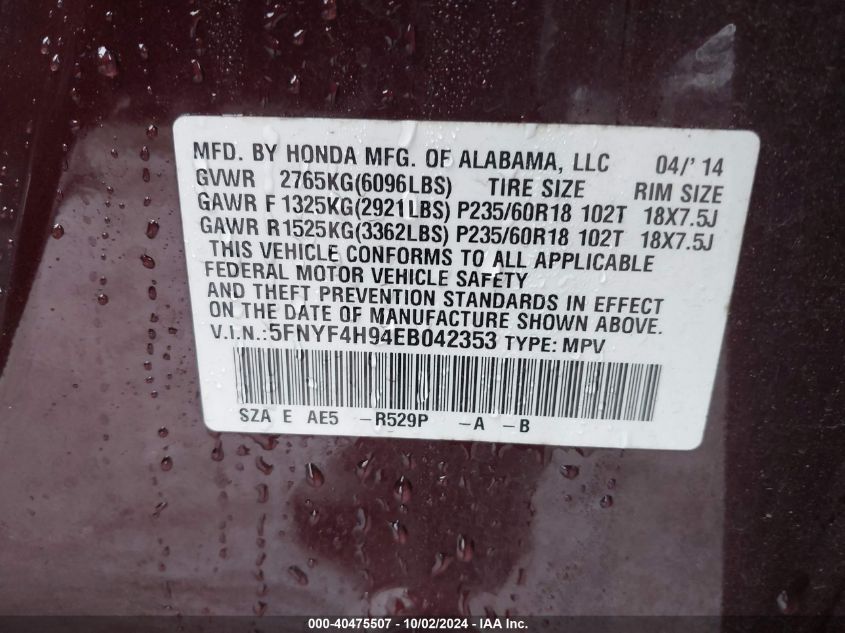 MFD. BY HONDA MFG. OF ALABAMA, LLC 04/'14
GVWR 2765KG(6096LBS) TIRE SIZE RIM SIZE
GAWR F 1325KG(2921LBS) P235/60R18 102T 18X7.5J
GAWR R1525KG(3362LBS) P235/60R18 102T 18X7.5J
THIS VEHICLE CONFORMS TO ALL APPLICABLE
FEDERAL MOTOR VEHICLE SAFETY
AND THEFT PREVENTION STANDARDS IN EFFECT
ON THE DATE OF MANUFACTURE SHOWN ABOVE.
V.I.N.: 5FNYF4H94EB042353 TYPE: MPV
SZA E AE5 -R529P -A -B
000-40475507 - 10/02/2024 - IAA Inc.